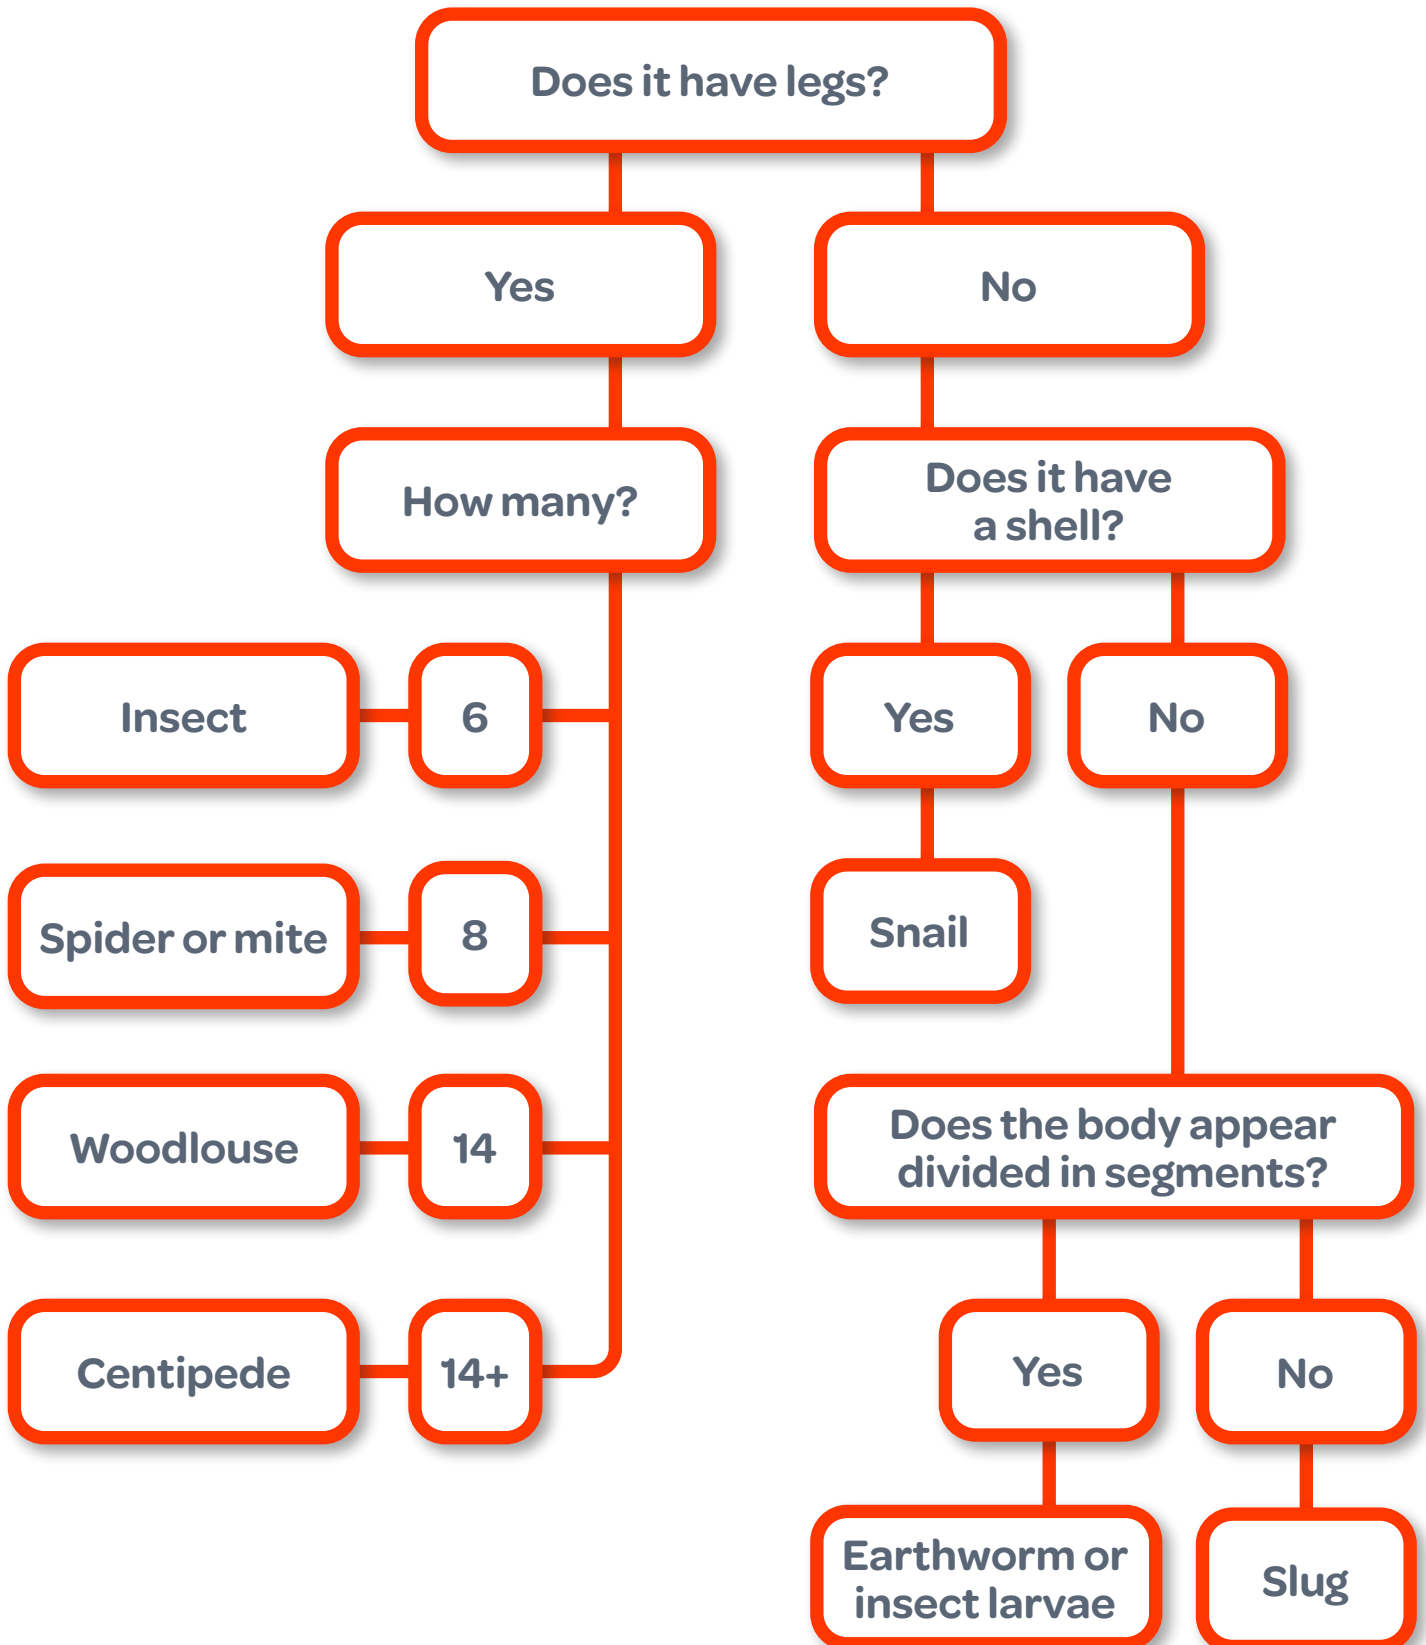 Does it have legs?
Yes
No
How many?
Does it have
a shell?
Insect
6
Yes
No
Spider or mite
8
Snail
Woodlouse
14
Does the body appear
divided in segments?
Centipede
14+
Yes
No
Earthworm or
insect larvae
Slug